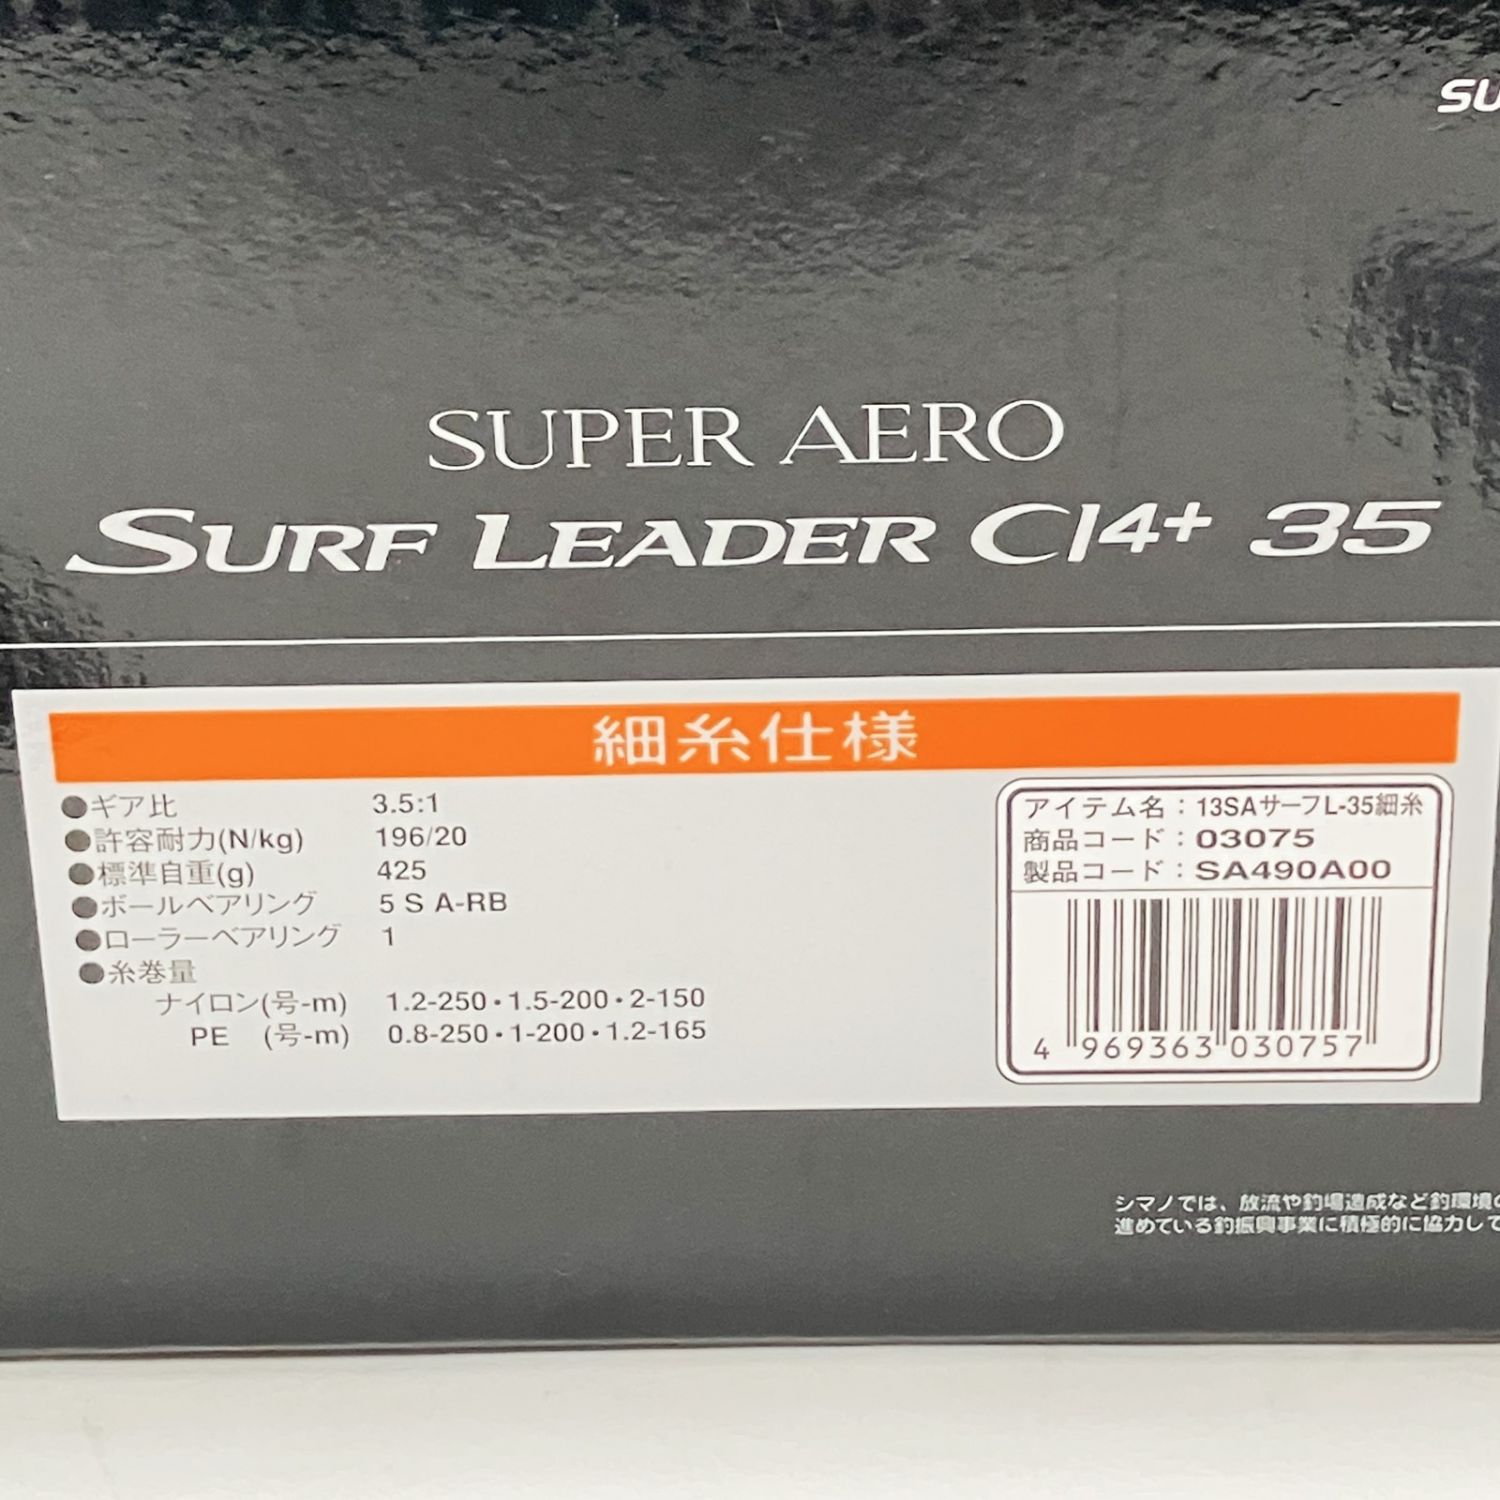 SU
SUPER AERO
SURF LEADER CI4+ 35
細糸仕様
●ギア比 3.5:1
●許容耐力(N/kg) 196/20
●標準自重(g) 425
●ボールベアリング 5 S A-RB
●ローラーベアリング 1
●糸巻量
ナイロン(号-m) 1.2-250・1.5-200・2-150
PE (号-m) 0.8-250・1-200・1.2-165
アイテム名：13SAサーフL-35細糸
商品コード：03075
製品コード：SA490A00
4 969363 030757
シマノでは、放流や釣場造成など釣環境の
進めている釣振興事業に積極的に協力して